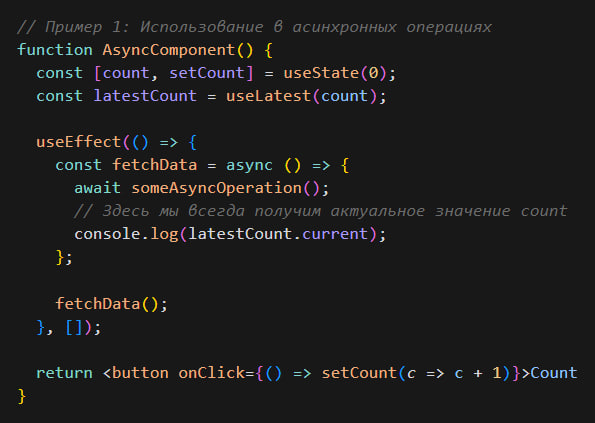 // Пример 1: Использование в асинхронных операциях
function AsyncComponent() {
  const [count, setCount] = useState(0);
  const latestCount = useLatest(count);

  useEffect(() => {
    const fetchData = async () => {
      await someAsyncOperation();
      // Здесь мы всегда получим актуальное значение count
      console.log(latestCount.current);
    };

    fetchData();
  }, []);

  return <button onClick={() => setCount(c => c + 1)}>Count
}